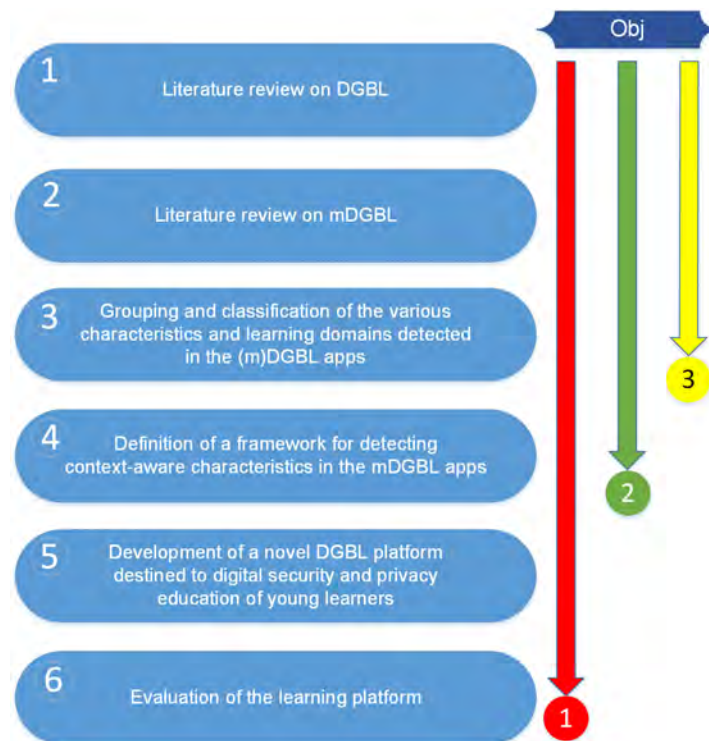 Obj
1
Literature review on DGBL
2
Literature review on mDGBL
3
Grouping and classification of the various
characteristics and learning domains detected
in the (m)DGBL apps
3
4
Definition of a framework for detecting
context-aware characteristics in the mDGBL apps
2
5
Development of a novel DGBL platform
destined to digital security and privacy
education of young learners
6
Evaluation of the learning platform
1